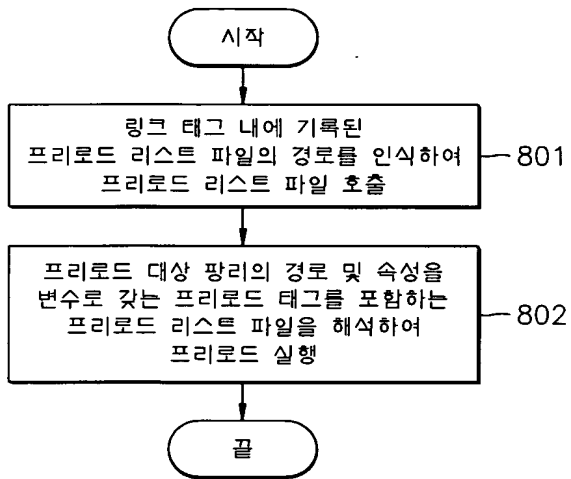 시작
링크 태그 내에 기록된
프리로드 리스트 파일의 경로를 인식하여
프리로드 리스트 파일 호출
801
프리로드 대상 팡리의 경로 및 속성을
변수로 갖는 프리로드 태그를 포함하는
프리로드 리스트 파일을 해석하여
프리로드 실행
802
끝